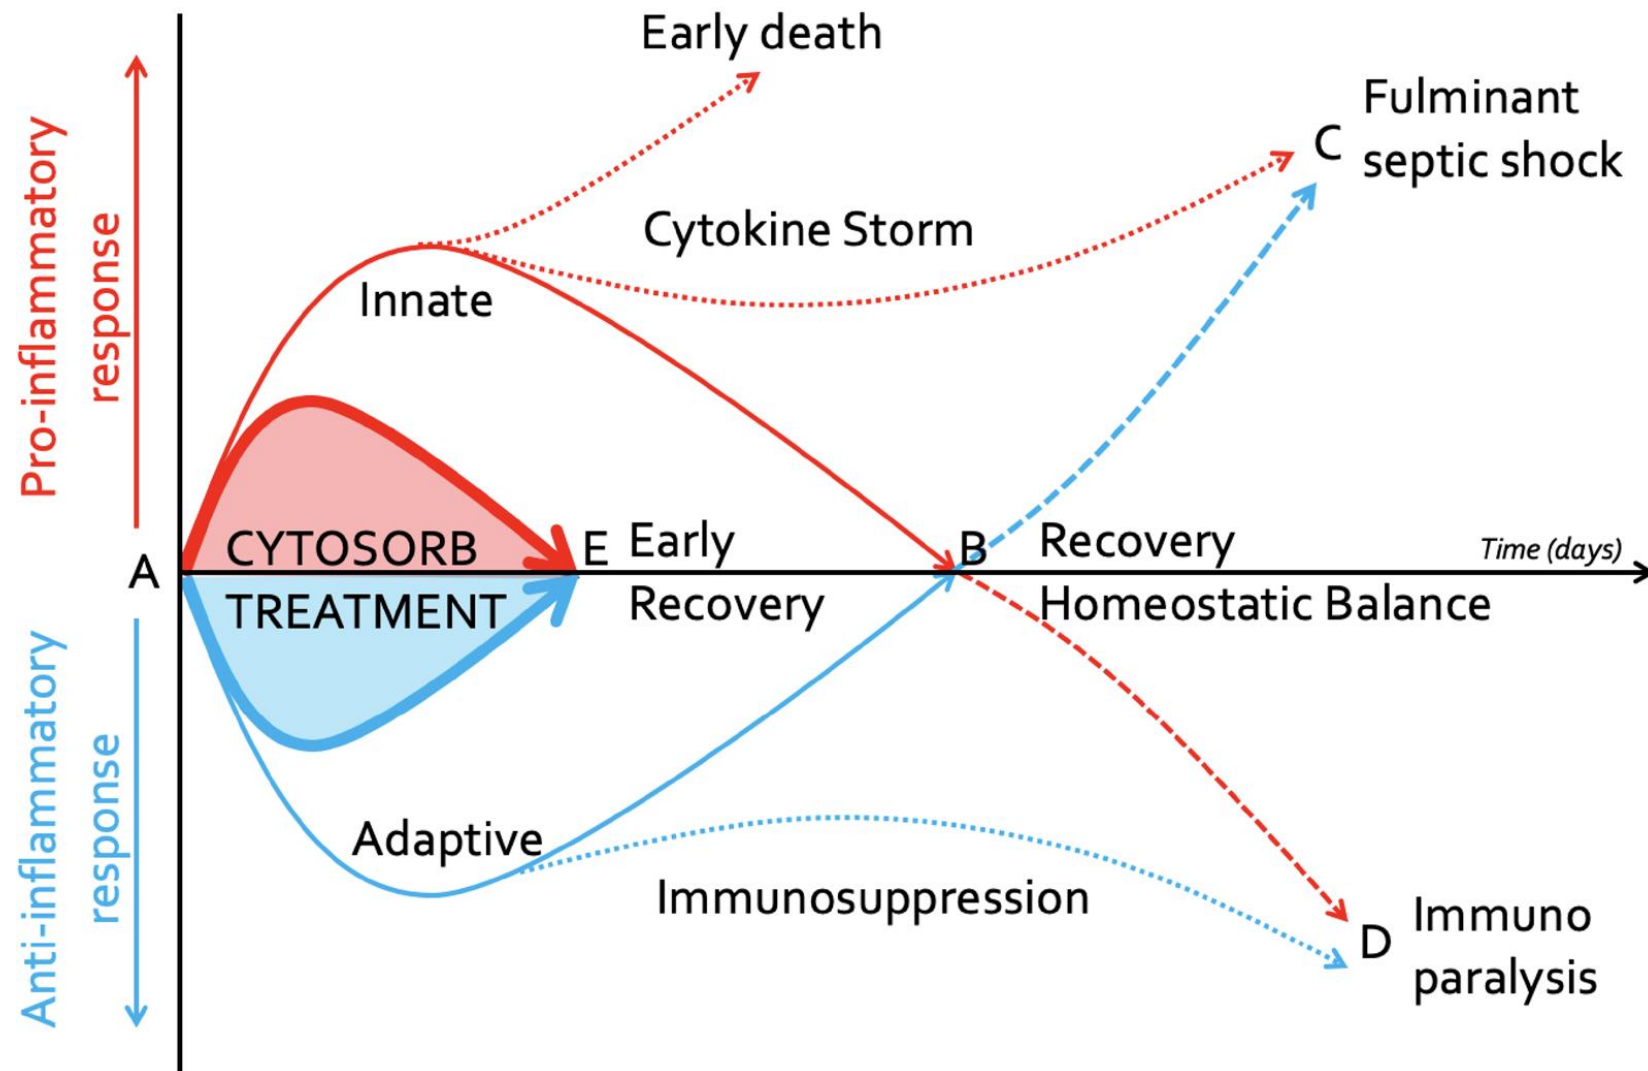 Early death
Fulminant
C
septic shock
Cytokine Storm
Innate
Pro-inflammatory
response
CYTOSORB
TREATMENT
A
E
Early
Recovery
B
Recovery
Homeostatic Balance
Time (days)
Anti-inflammatory
response
Adaptive
Immunosuppression
D
Immuno
paralysis